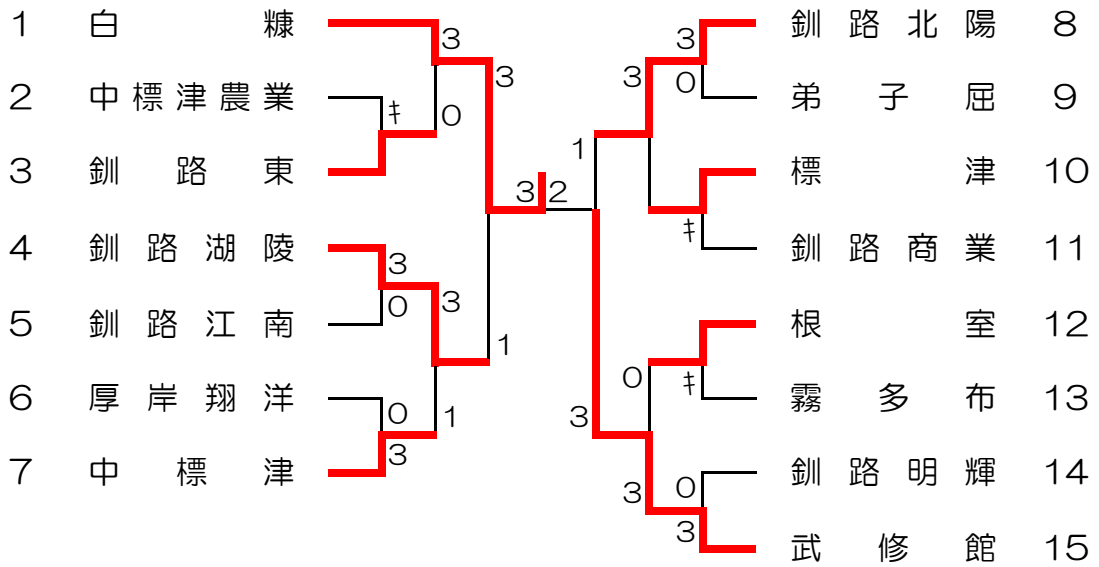 1 白糠 3 3 釧路北陽 8
3 3
2 中標津農業 ｷ 0 0 弟子屈 9
1
3 釧路東 3 2 標津 10
4 釧路湖陵 3 ｷ 釧路商業 11
0 3
5 釧路江南 1 根室 12
0 ｷ
6 厚岸翔洋 0 1 3 霧多布 13
7 中標津 3 3 0 釧路明輝 14
3 武修館 15